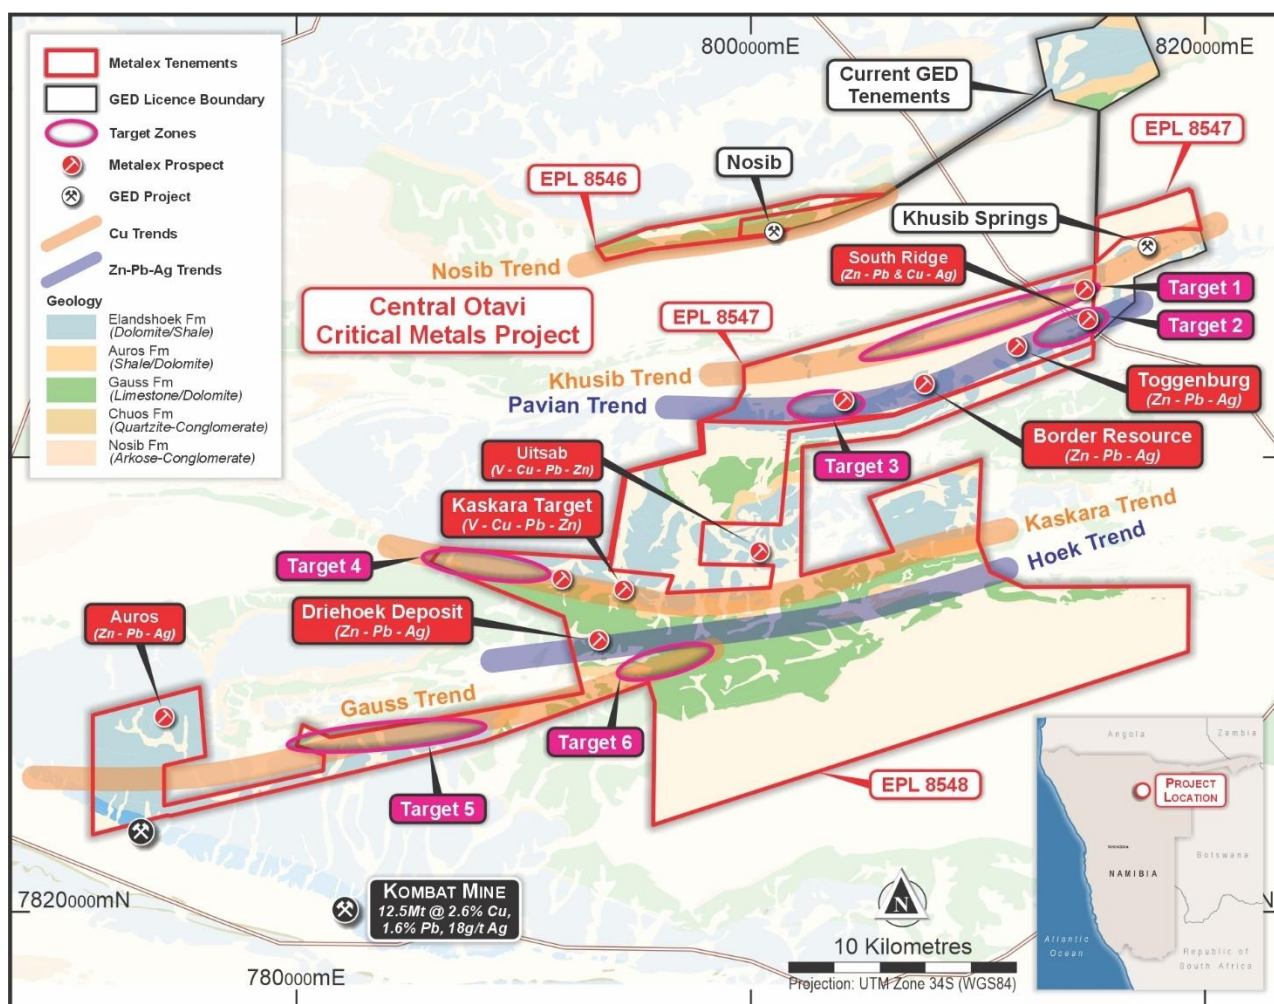 800000mE
820000mE
Metalex Tenements
GED Licence Boundary
Target Zones
Metalex Prospect
GED Project
Cu Trends
Zn-Pb-Ag Trends
Geology
Elandshoek Fm
(Dolomite/Shale)
Auros Fm
(Shale/Dolomite)
Gauss Fm
(Limestone/Dolomite)
Chuos Fm
(Quartzite-Conglomerate)
Nosib Fm
(Arkose-Conglomerate)
Current GED
Tenements
EPL 8547
EPL 8546
Nosib
Khusib Springs
Nosib Trend
South Ridge
(Zn - Pb & Cu - Ag)
Target 1
Target 2
Central Otavi
Critical Metals Project
EPL 8547
Khusib Trend
Pavian Trend
Toggenburg
(Zn - Pb - Ag)
Border Resource
(Zn - Pb - Ag)
Target 3
Uitsab
(V - Cu - Pb - Zn)
Kaskara Target
(V - Cu - Pb - Zn)
Kaskara Trend
Hoek Trend
Target 4
Driehoek Deposit
(Zn - Pb - Ag)
Auros
(Zn - Pb - Ag)
Gauss Trend
Target 6
Target 5
EPL 8548
Angola
Zambia
PROJECT
LOCATION
Botswana
NAMIBIA
Atlantic
Ocean
Republic of
South Africa
7820000mN
N
KOMBAT MINE
12.5Mt @ 2.6% Cu,
1.6% Pb, 18g/t Ag
N
10 Kilometres
Projection: UTM Zone 34S (WGS84)
780000mE